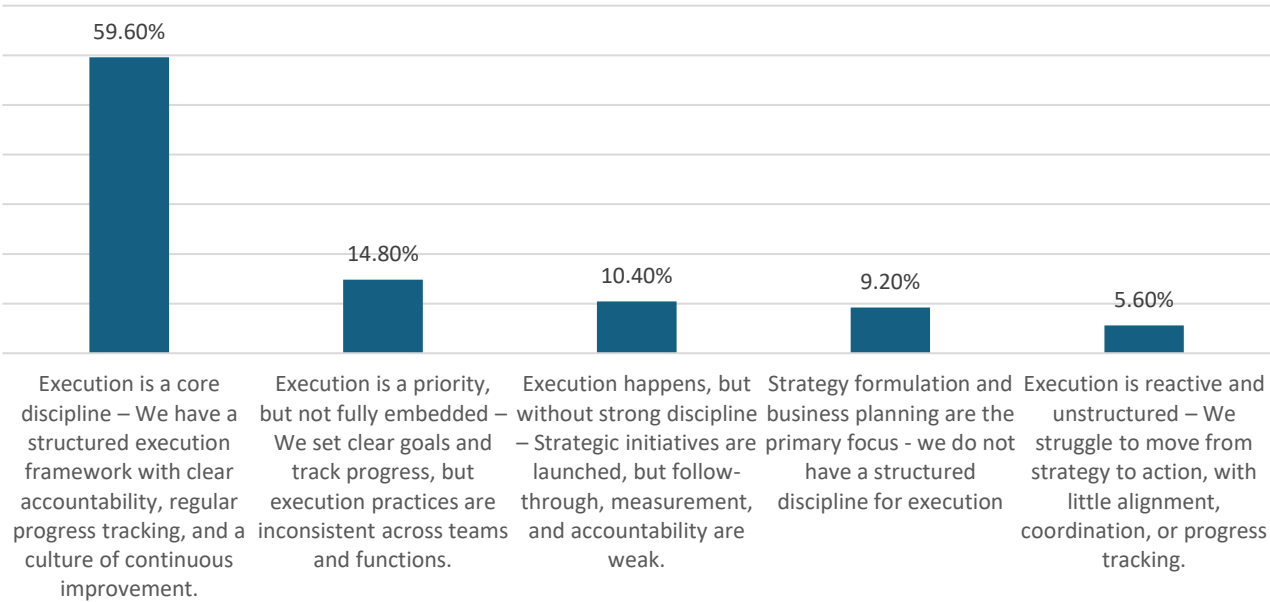 59.60%
14.80%
10.40%
9.20%
5.60%
Execution is a core
discipline – We have a
structured execution
framework with clear
accountability, regular
progress tracking, and a
culture of continuous
improvement.
Execution is a priority,
but not fully embedded –
We set clear goals and
track progress, but
execution practices are
inconsistent across teams
and functions.
Execution happens, but
without strong discipline
– Strategic initiatives are
launched, but follow-
through, measurement,
and accountability are
weak.
Strategy formulation and
business planning are the
primary focus - we do not
have a structured
discipline for execution
Execution is reactive and
unstructured – We
struggle to move from
strategy to action, with
little alignment,
coordination, or progress
tracking.